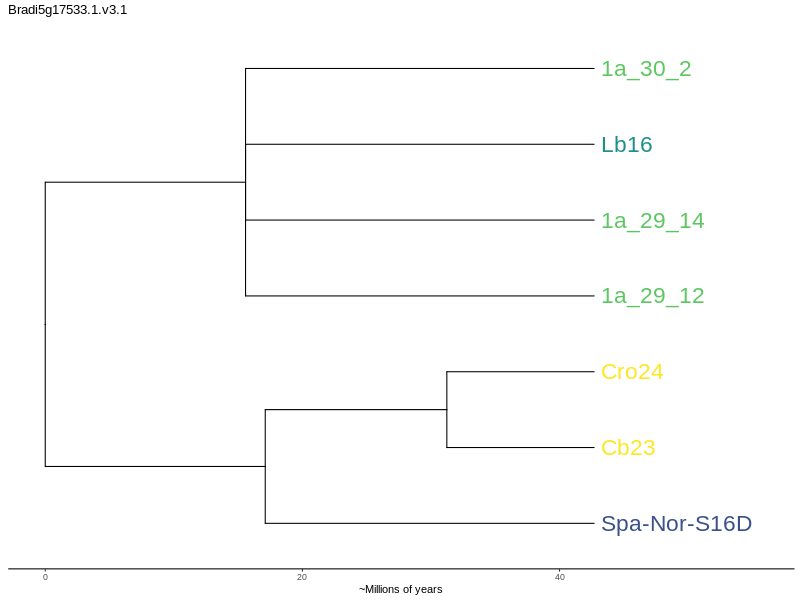 Bradi5g17533.1.v3.1
1a_30_2
Lb16
1a_29_14
1a_29_12
Cro24
Cb23
Spa-Nor-S16D
0 20 40
~Millions of years